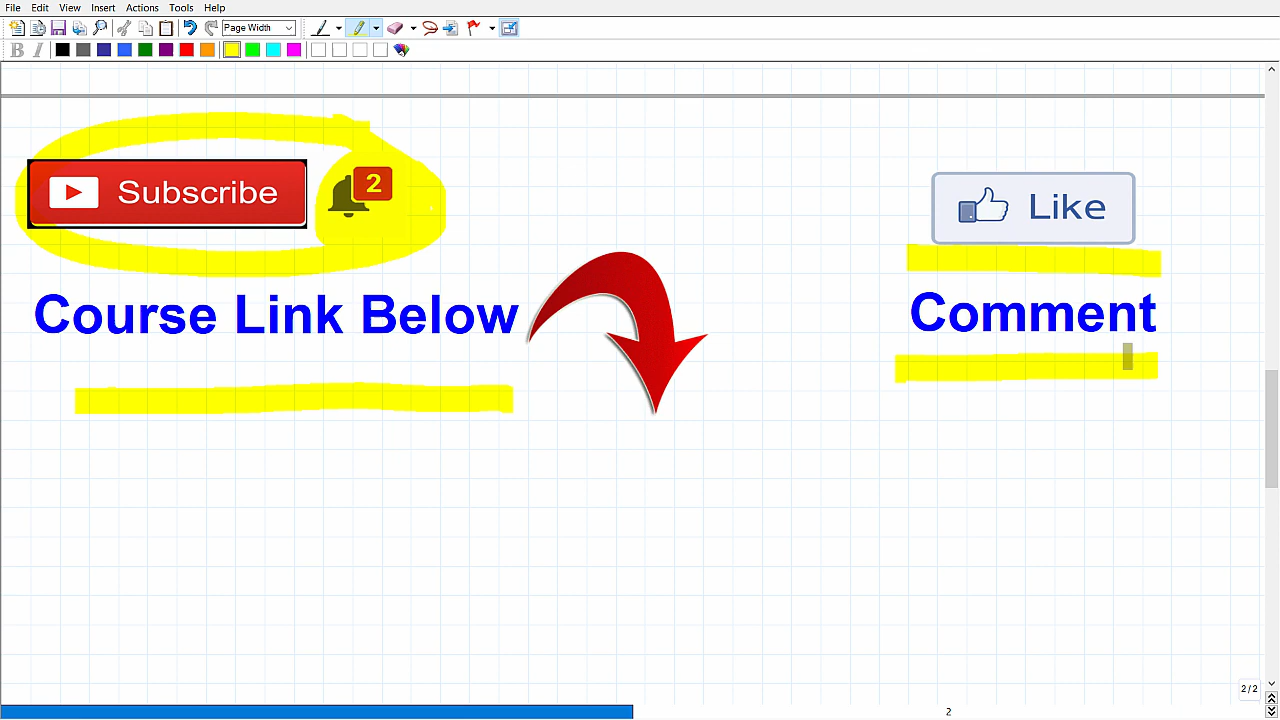 File Edit View Insert Actions Tools Help
Page Width
B I
Subscribe
2
Like
Course Link Below
Comment
2/2
2